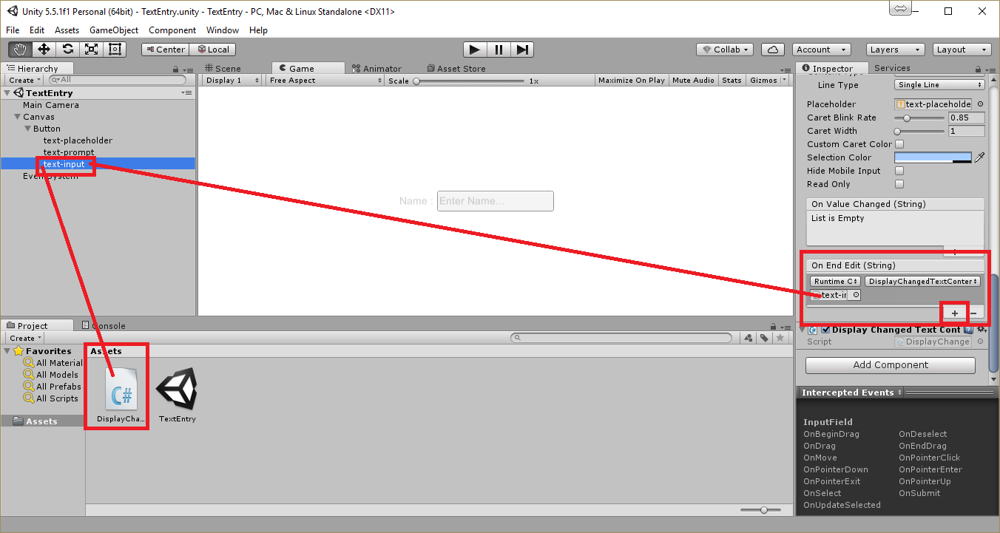 Unity 5.5.1f1 Personal (64bit) - TextEntry.unity - TextEntry - PC, Mac & Linux Standalone <DX11>
File Edit Assets GameObject Component Window Help
Center Local Collab Account Layers Layout
Hierarchy
Create All
TextEntry
Main Camera
Canvas
Button
text-placeholder
text-prompt
text-input
EventSystem
Scene Game Animator Asset Store
Display 1 Free Aspect Scale 1x Maximize On Play Mute Audio Stats Gizmos
Name : Enter Name...
Inspector Services
Content Type
Line Type Single Line
Placeholder text-placeholde
Caret Blink Rate 0.85
Caret Width 1
Custom Caret Color
Selection Color
Hide Mobile Input
Read Only
On Value Changed (String)
List is Empty
On End Edit (String)
Runtime C DisplayChangedTextConter
text-ir
+ −
Display Changed Text Cont
Script DisplayChange
Add Component
Intercepted Events
InputField
OnBeginDrag OnDeselect
OnDrag OnEndDrag
OnMove OnPointerClick
OnPointerDown OnPointerEnter
OnPointerExit OnPointerUp
OnSelect OnSubmit
OnUpdateSelected
Project Console
Create
Favorites
All Material
All Models
All Prefabs
All Scripts
Assets
Assets
C#
DisplayCha... TextEntry